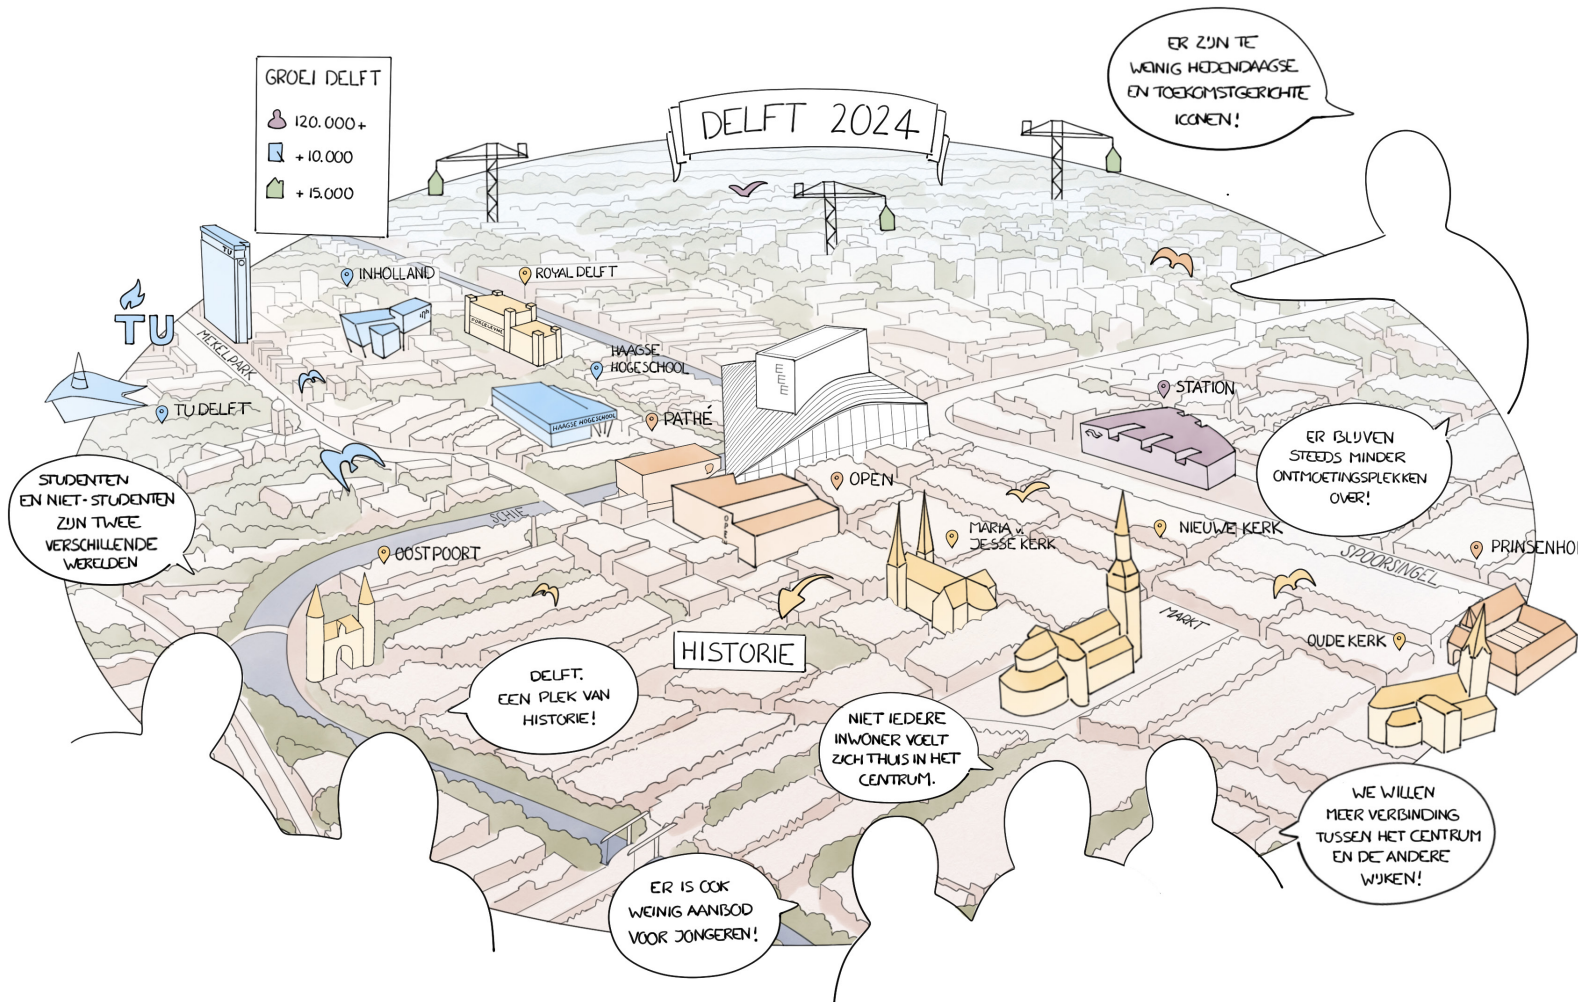 GROEI DELFT
120.000+
+10.000
+15.000
DELFT 2024
ER ZIJN TE
WEINIG HEDENDAAGSE
EN TOEKOMSTGERICHTE
ICONEN!
TU
TU
MEKELPARK
INHOLLAND
ROYAL DELFT
HAAGSE
HOGESCHOOL
HAAGSE HOGESCHOOL
TU DELFT
PATHÉ
STATION
OPEN
ER BLIJVEN
STEEDS MINDER
ONTMOETINGSPLEKKEN
OVER!
STUDENTEN
EN NIET-STUDENTEN
ZIJN TWEE
VERSCHILLENDE
WERELDEN
SCHIE
OOSTPOORT
MARIA v.
JESSE KERK
NIEUWE KERK
SPOORSINGEL
PRINSENHO
MARKT
OUDE KERK
HISTORIE
DELFT.
EEN PLEK VAN
HISTORIE!
NIET IEDERE
INWONER VOELT
ZICH THUIS IN HET
CENTRUM.
WE WILLEN
MEER VERBINDING
TUSSEN HET CENTRUM
EN DE ANDERE
WIJKEN!
ER IS OOK
WEINIG AANBOD
VOOR JONGEREN!